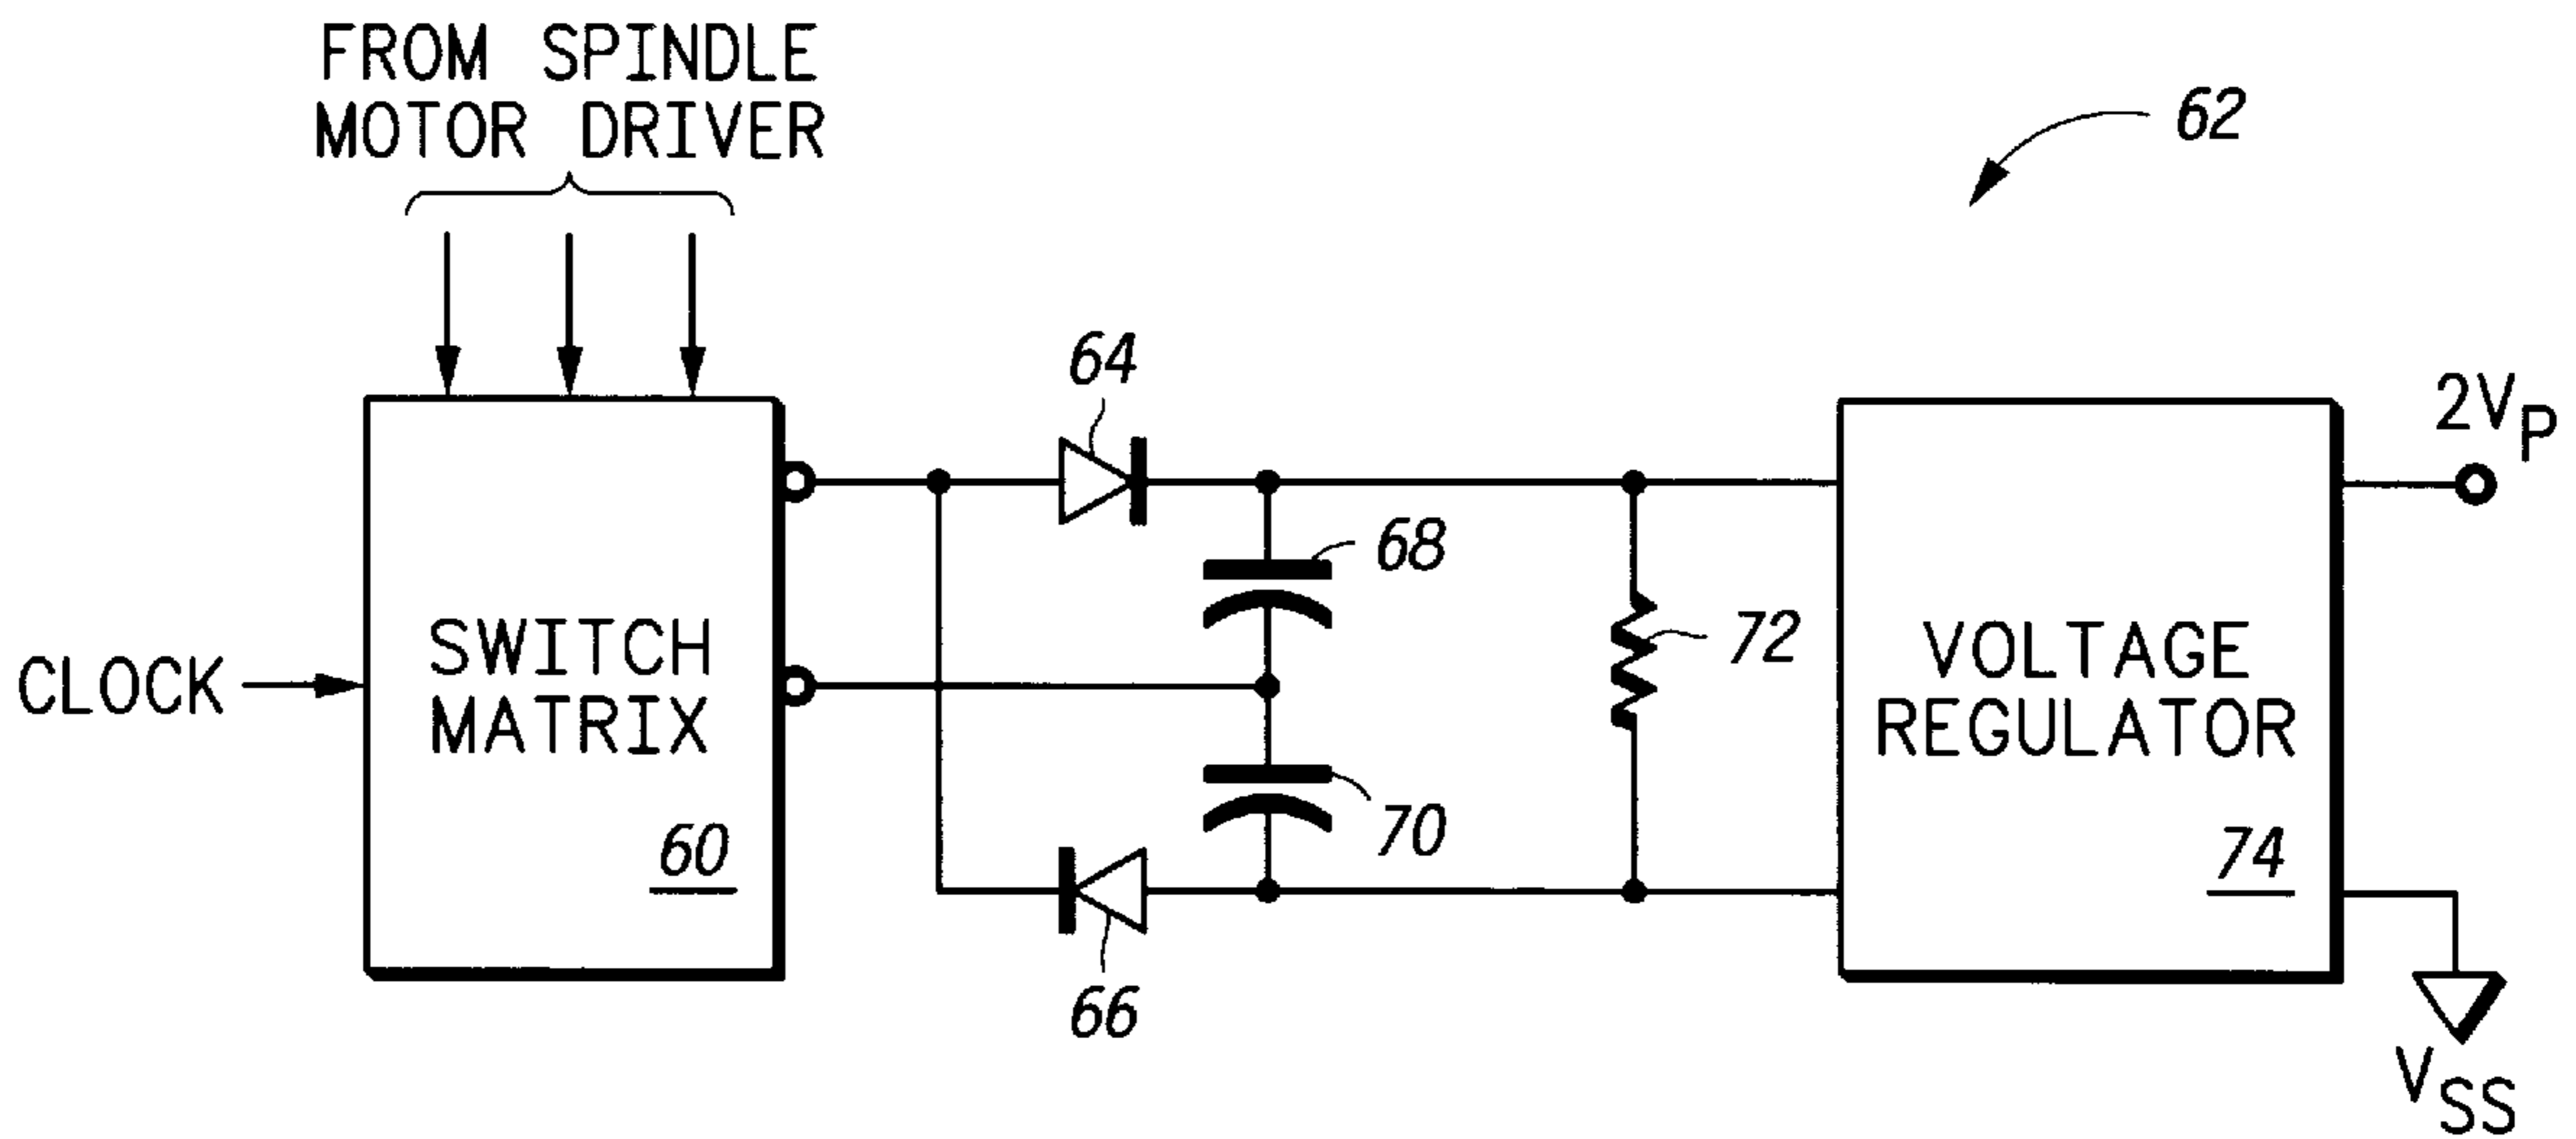 FROM SPINDLE
MOTOR DRIVER
62
64
2VP
68
CLOCK
SWITCH
MATRIX
60
72
VOLTAGE
REGULATOR
74
70
66
VSS